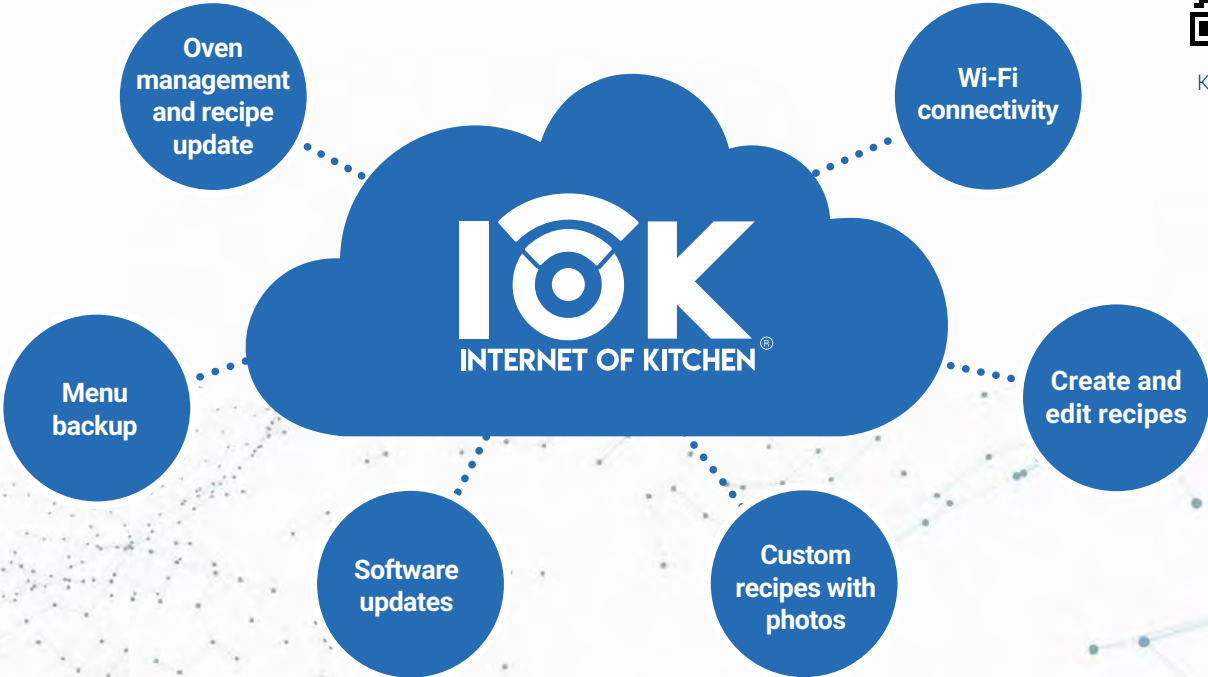 Oven
management
and recipe
update
Wi-Fi
connectivity
K
IOK
INTERNET OF KITCHEN®
Menu
backup
Create and
edit recipes
Software
updates
Custom
recipes with
photos